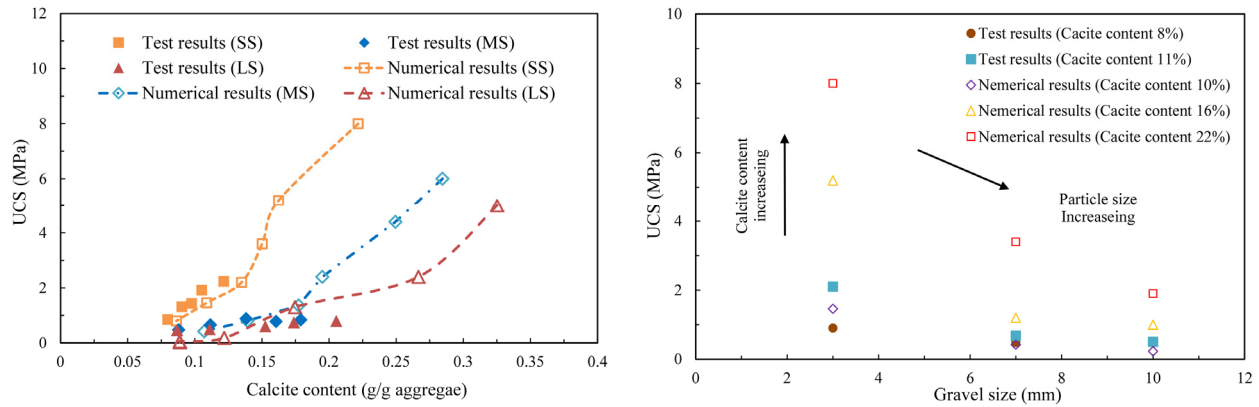 12
10
8
6
4
2
0
UCS (MPa)
Test results (SS)
Test results (MS)
Test results (LS)
Numerical results (SS)
Numerical results (MS)
Numerical results (LS)
0
0.05
0.1
0.15
0.2
0.25
0.3
0.35
0.4
Calcite content (g/g aggregae)
10
8
6
4
2
0
UCS (MPa)
Test results (Cacite content 8%)
Test results (Cacite content 11%)
Nemerical results (Cacite content 10%)
Nemerical results (Cacite content 16%)
Nemerical results (Cacite content 22%)
Calcite content
increaseing
Particle size
Increaseing
0
2
4
6
8
10
12
Gravel size (mm)